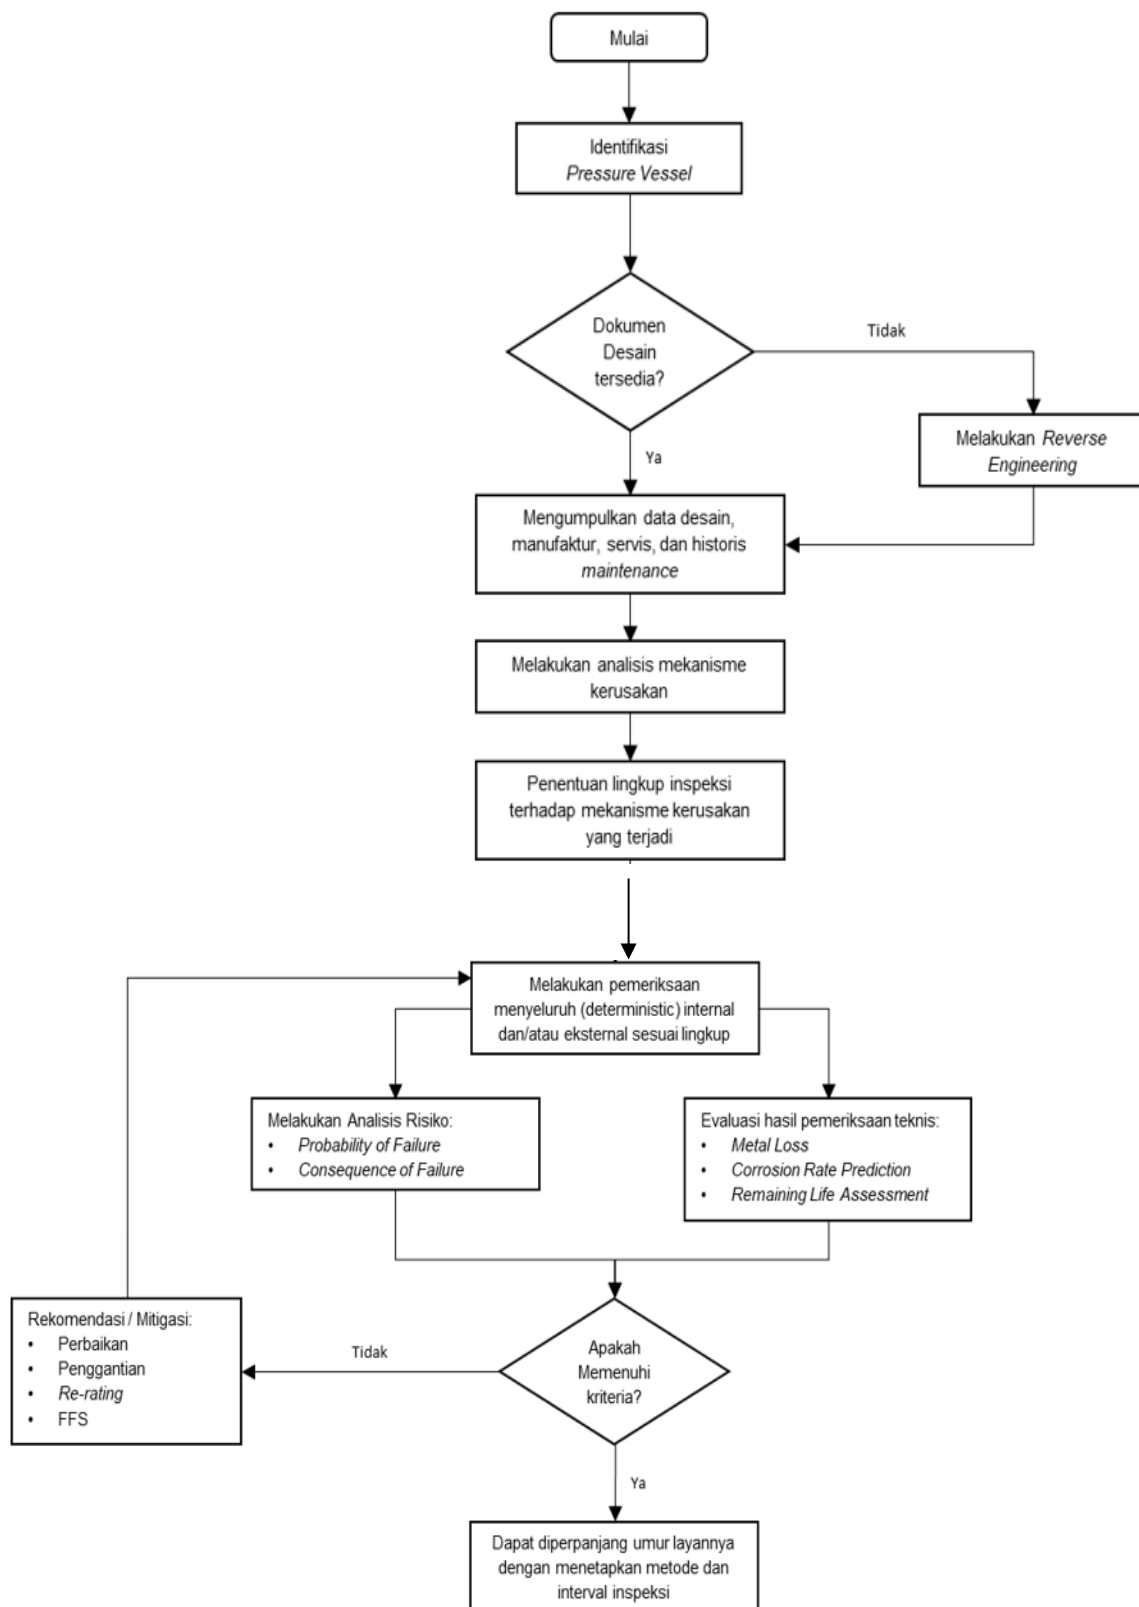 Mulai
Identifikasi
Pressure Vessel
Dokumen
Desain
tersedia?
Tidak
Melakukan Reverse
Engineering
Ya
Mengumpulkan data desain,
manufaktur, servis, dan historis
maintenance
Melakukan analisis mekanisme
kerusakan
Penentuan lingkup inspeksi
terhadap mekanisme kerusakan
yang terjadi
Melakukan pemeriksaan
menyeluruh (deterministic) internal
dan/atau eksternal sesuai lingkup
Melakukan Analisis Risiko:
• Probability of Failure
• Consequence of Failure
Evaluasi hasil pemeriksaan teknis:
• Metal Loss
• Corrosion Rate Prediction
• Remaining Life Assessment
Rekomendasi / Mitigasi:
• Perbaikan
• Penggantian
• Re-rating
• FFS
Tidak
Apakah
Memenuhi
kriteria?
Ya
Dapat diperpanjang umur layannya
dengan menetapkan metode dan
interval inspeksi